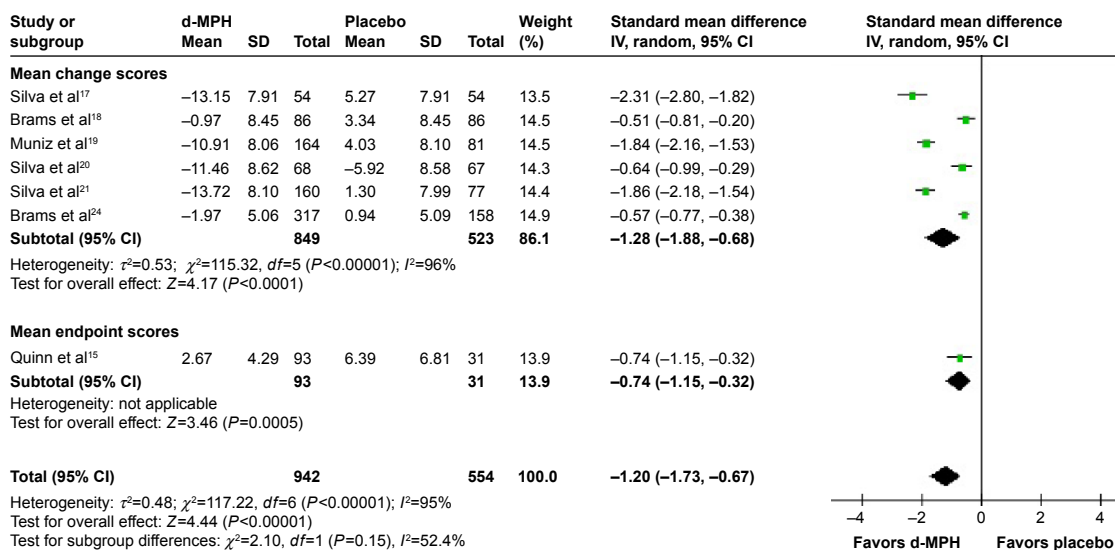 Study or subgroup d-MPH Placebo Weight (%) Standard mean difference IV, random, 95% CI Standard mean difference IV, random, 95% CI
Mean SD Total Mean SD Total
Mean change scores
Silva et al¹⁷ –13.15 7.91 54 5.27 7.91 54 13.5 –2.31 (–2.80, –1.82)
Brams et al¹⁸ –0.97 8.45 86 3.34 8.45 86 14.5 –0.51 (–0.81, –0.20)
Muniz et al¹⁹ –10.91 8.06 164 4.03 8.10 81 14.5 –1.84 (–2.16, –1.53)
Silva et al²⁰ –11.46 8.62 68 –5.92 8.58 67 14.3 –0.64 (–0.99, –0.29)
Silva et al²¹ –13.72 8.10 160 1.30 7.99 77 14.4 –1.86 (–2.18, –1.54)
Brams et al²⁴ –1.97 5.06 317 0.94 5.09 158 14.9 –0.57 (–0.77, –0.38)
Subtotal (95% CI) 849 523 86.1 –1.28 (–1.88, –0.68)
Heterogeneity: τ²=0.53; χ²=115.32, df=5 (P<0.00001); I²=96%
Test for overall effect: Z=4.17 (P<0.0001)
Mean endpoint scores
Quinn et al¹⁵ 2.67 4.29 93 6.39 6.81 31 13.9 –0.74 (–1.15, –0.32)
Subtotal (95% CI) 93 31 13.9 –0.74 (–1.15, –0.32)
Heterogeneity: not applicable
Test for overall effect: Z=3.46 (P=0.0005)
Total (95% CI) 942 554 100.0 –1.20 (–1.73, –0.67)
Heterogeneity: τ²=0.48; χ²=117.22, df=6 (P<0.00001); I²=95%
Test for overall effect: Z=4.44 (P<0.00001)
Test for subgroup differences: χ²=2.10, df=1 (P=0.15), I²=52.4%
–4 –2 0 2 4
Favors d-MPH Favors placebo